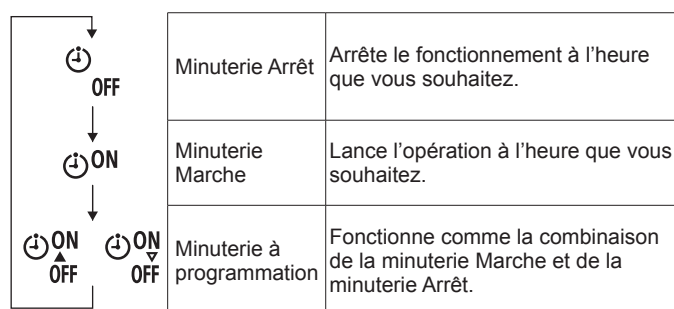 OFF
Minuterie Arrêt
Arrête le fonctionnement à l’heure
que vous souhaitez.
ON
Minuterie
Marche
Lance l’opération à l’heure que vous
souhaitez.
ON
▲
OFF
ON
▽
OFF
Minuterie à
programmation
Fonctionne comme la combinaison
de la minuterie Marche et de la
minuterie Arrêt.